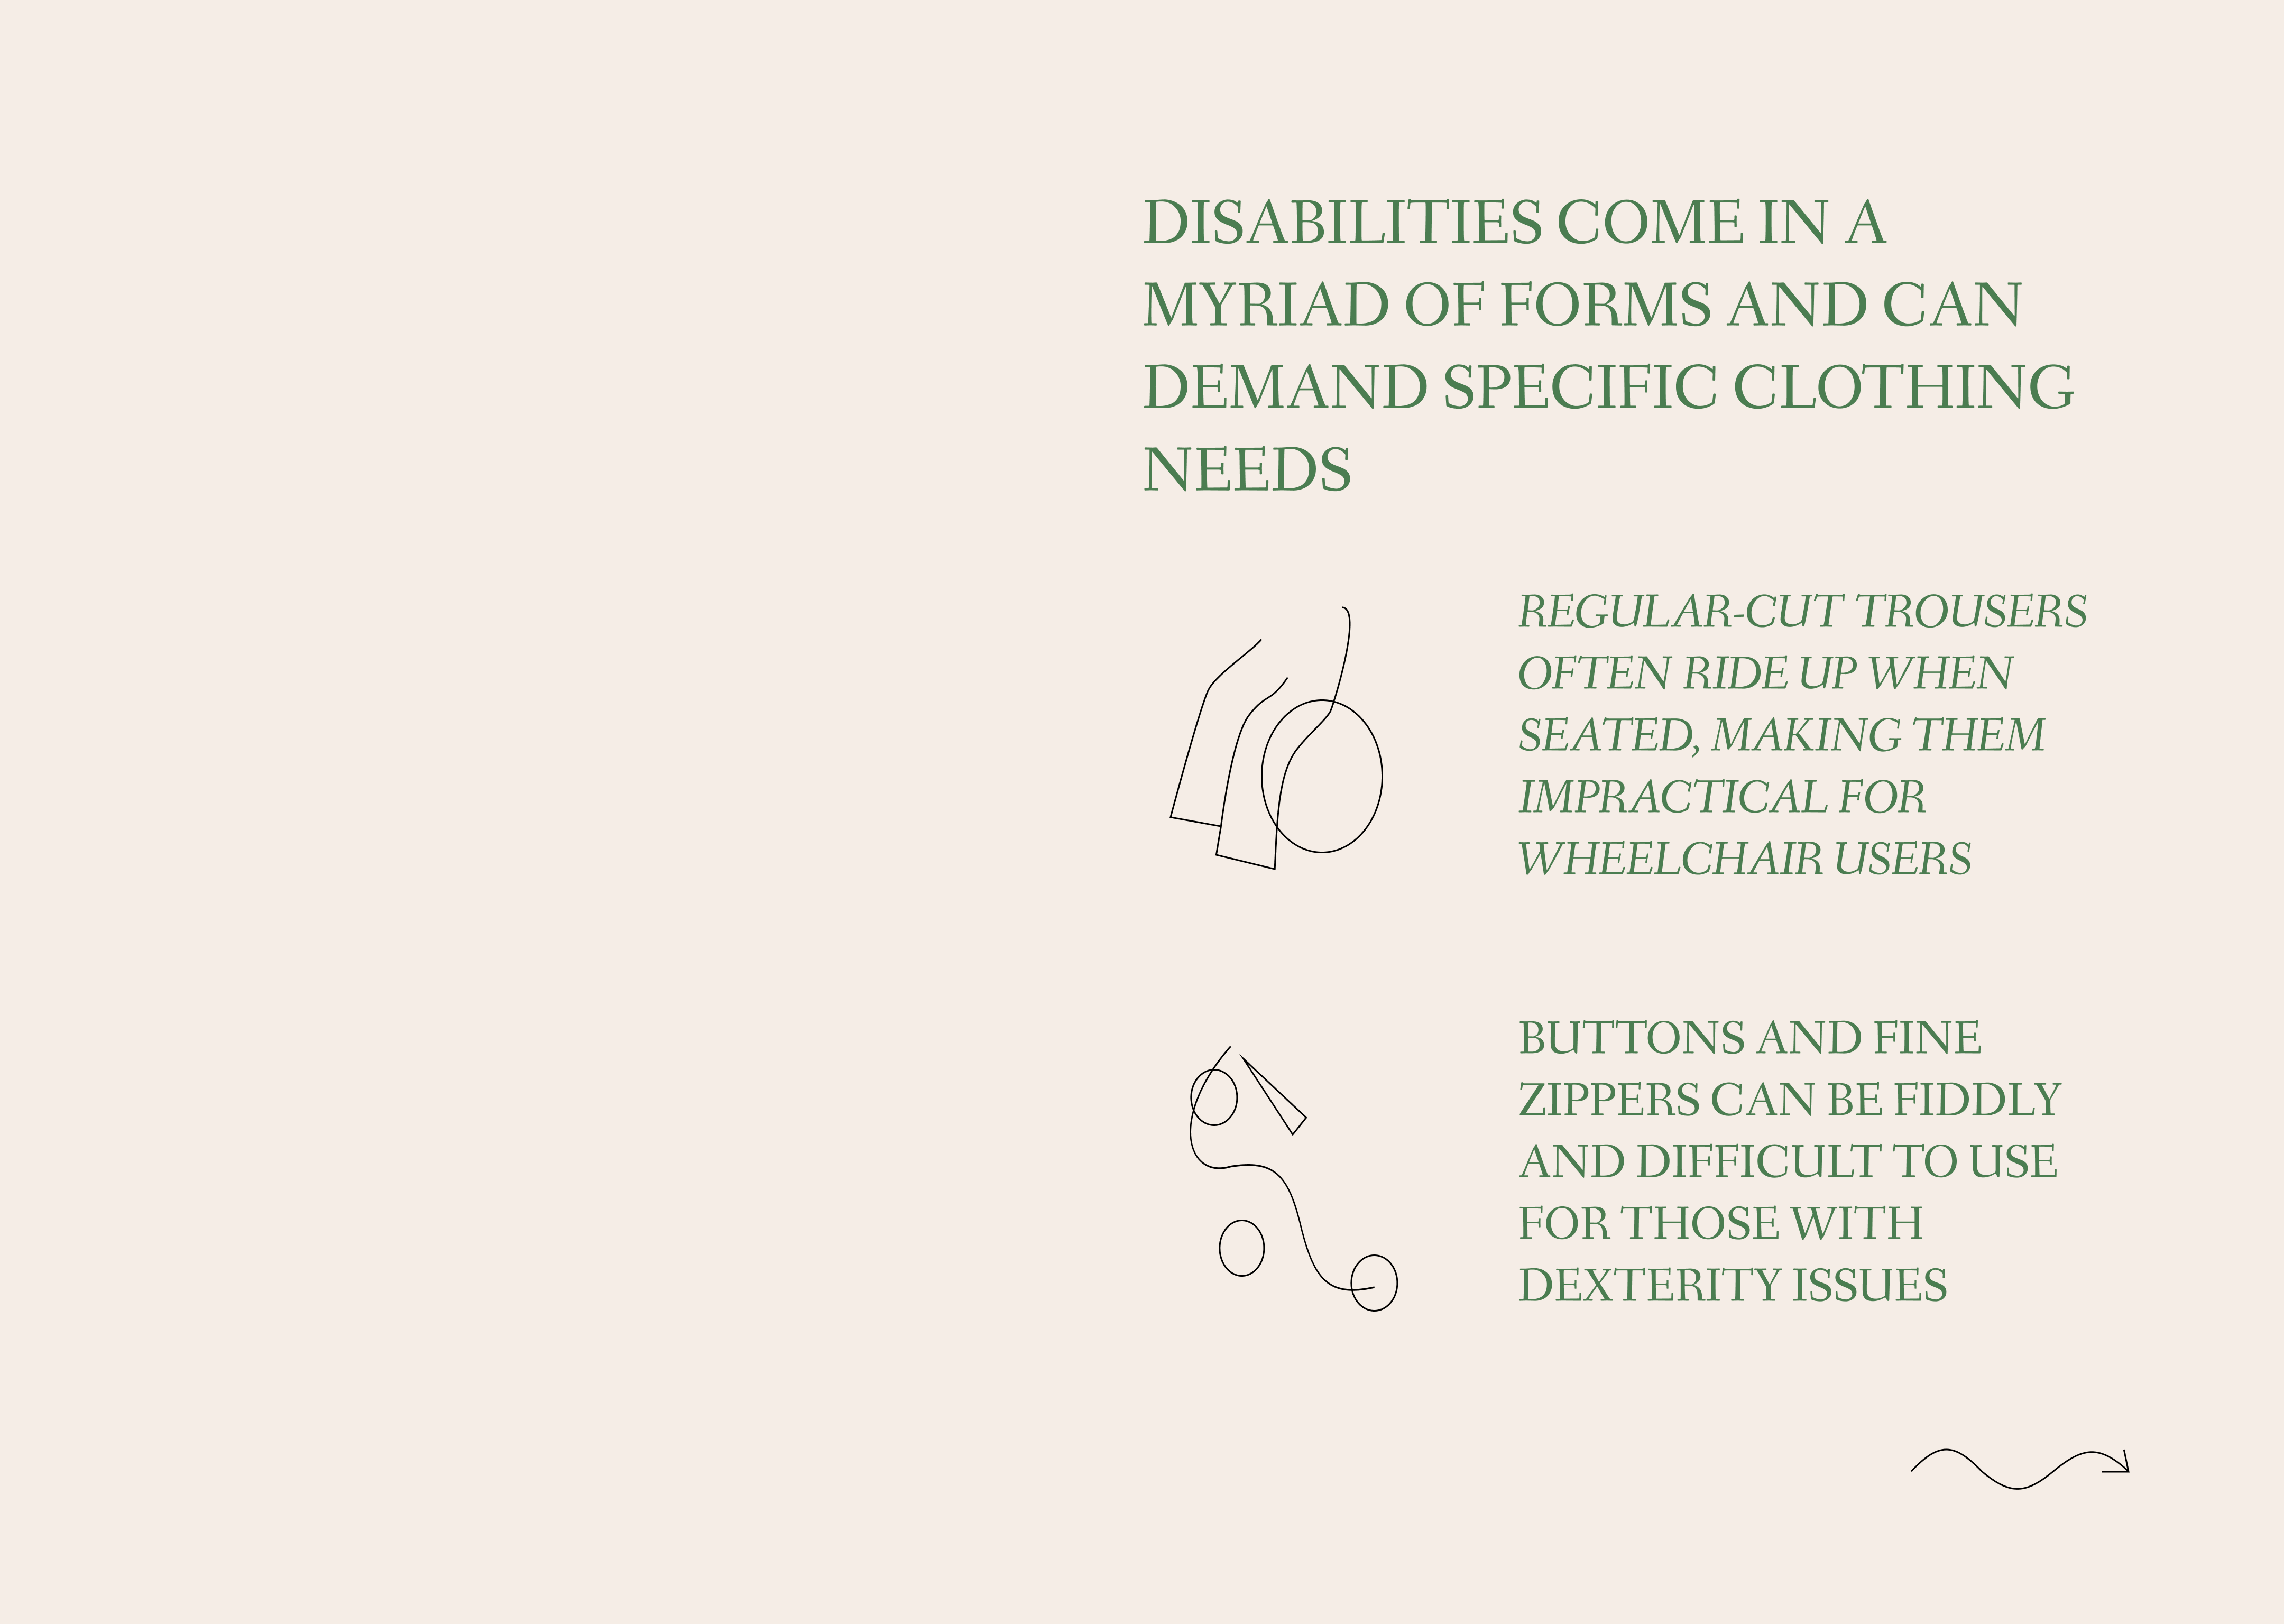 DISABILITIES COME IN A
MYRIAD OF FORMS AND CAN
DEMAND SPECIFIC CLOTHING
NEEDS
REGULAR-CUT TROUSERS
OFTEN RIDE UP WHEN
SEATED, MAKING THEM
IMPRACTICAL FOR
WHEELCHAIR USERS
BUTTONS AND FINE
ZIPPERS CAN BE FIDDLY
AND DIFFICULT TO USE
FOR THOSE WITH
DEXTERITY ISSUES